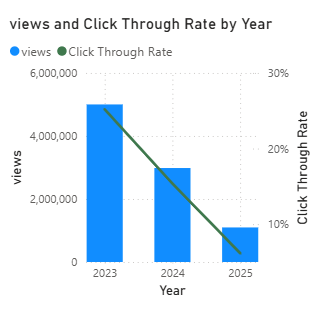 views and Click Through Rate by Year
views Click Through Rate
6,000,000
4,000,000
2,000,000
0
views
30%
20%
10%
Click Through Rate
2023 2024 2025
Year